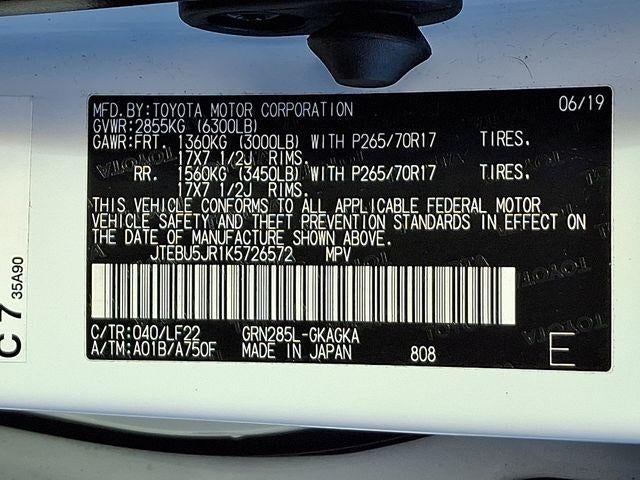 MFD.BY:TOYOTA MOTOR CORPORATION 06/19
GVWR:2855KG (6300LB)
GAWR:FRT. 1360KG (3000LB) WITH P265/70R17 TIRES.
17X7 1/2J RIMS.
RR. 1560KG (3450LB) WITH P265/70R17 TIRES.
17X7 1/2J RIMS.
THIS VEHICLE CONFORMS TO ALL APPLICABLE FEDERAL MOTOR
VEHICLE SAFETY AND THEFT PREVENTION STANDARDS IN EFFECT ON
THE DATE OF MANUFACTURE SHOWN ABOVE.
JTEBU5JR1K5726572 MPV
C/TR:040/LF22 GRN285L-GKAGKA
A/TM:A01B/A750F MADE IN JAPAN 808 E
C 7 35A90